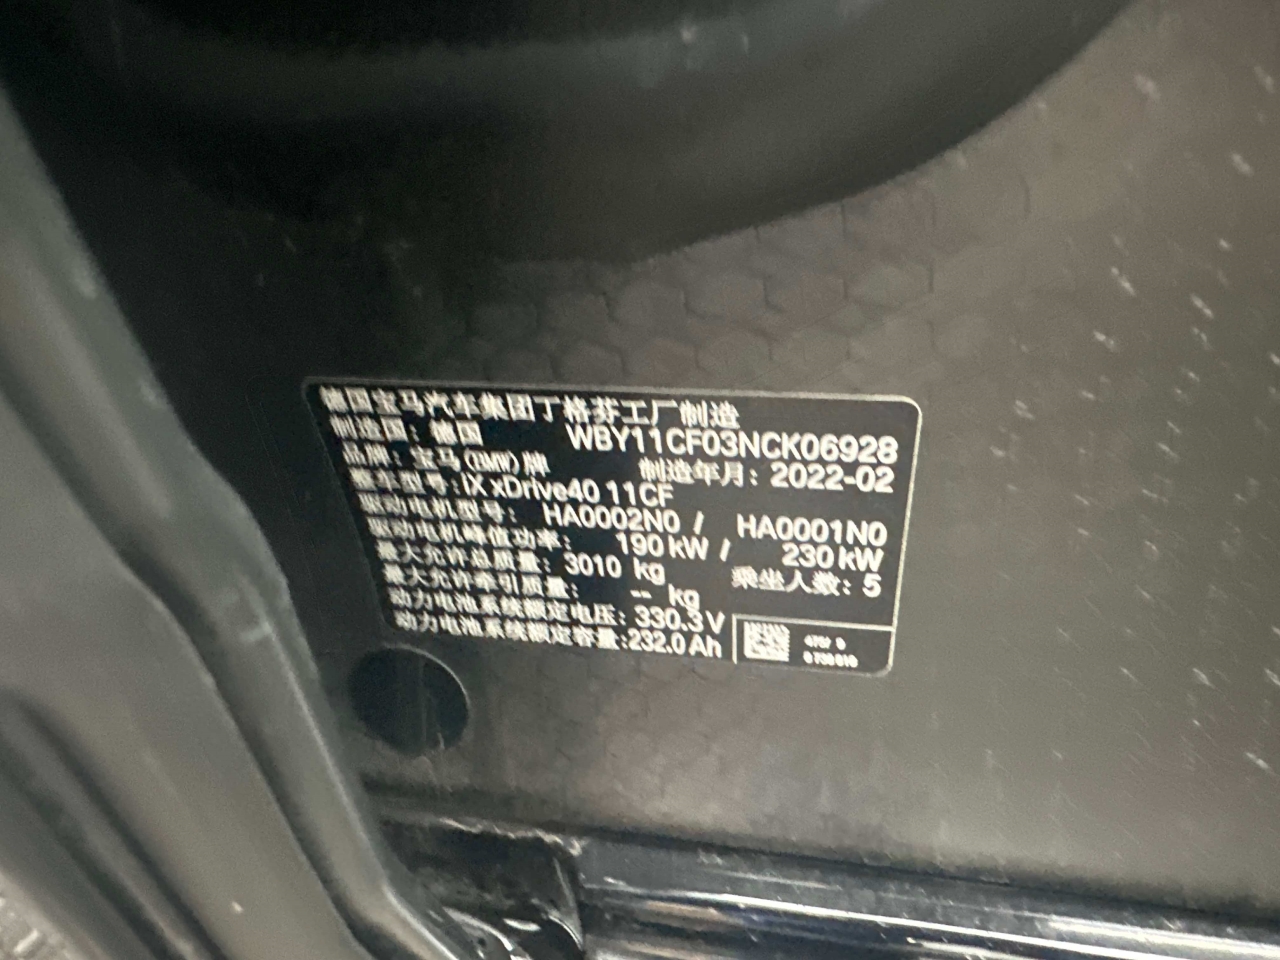 德国宝马汽车集团丁格芬工厂制造
制造国：德国 WBY11CF03NCK06928
品牌：宝马(BMW)牌 制造年月：2022-02
整车型号:iX xDrive40 11CF
驱动电机型号： HA0002N0 / HA0001N0
驱动电机峰值功率： 190 kW / 230 kW
最大允许总质量： 3010 kg 乘坐人数：5
最大允许牵引质量： -- kg
动力电池系统额定电压：330.3 V
动力电池系统额定容量:232.0 Ah